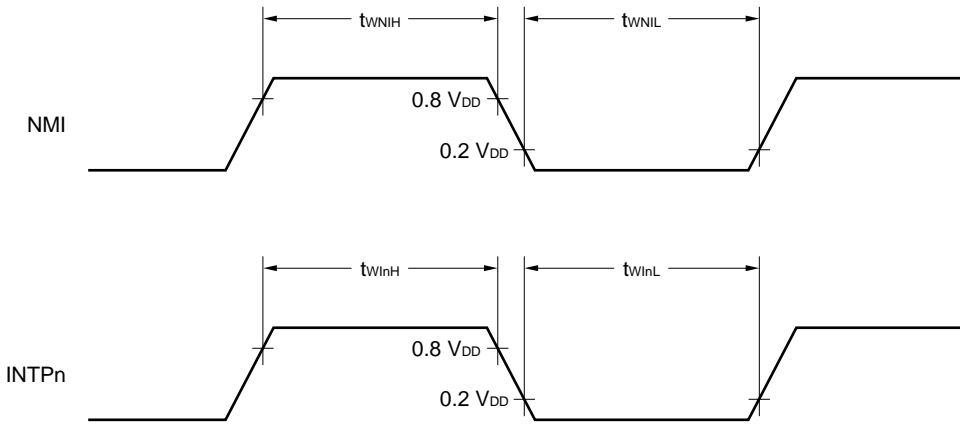 tWNIH tWNIL
0.8 VDD
NMI
0.2 VDD
tWInH tWInL
0.8 VDD
INTPn
0.2 VDD